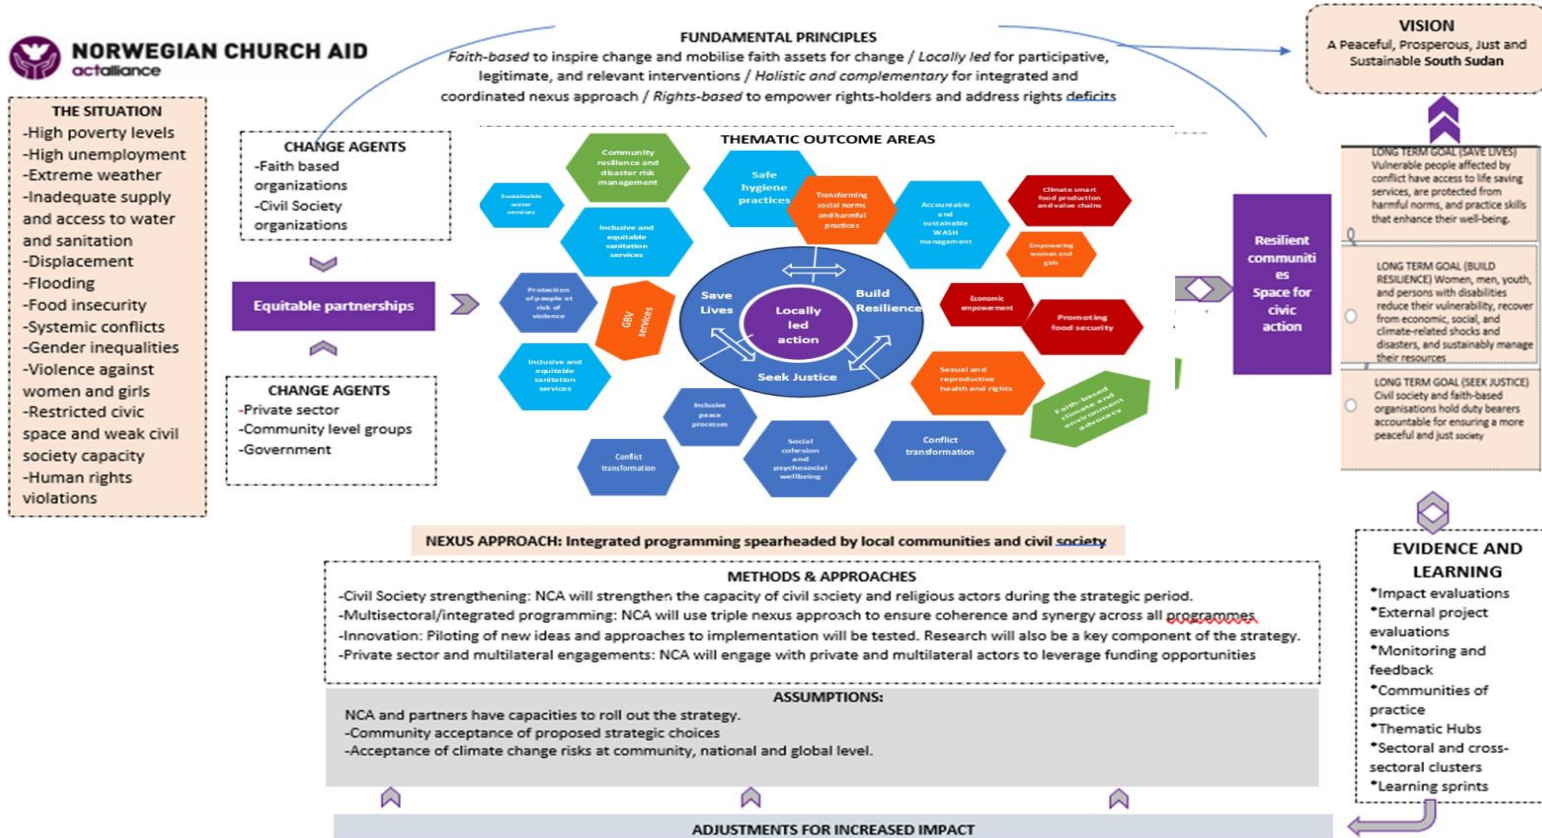 NORWEGIAN CHURCH AID
actalliance
FUNDAMENTAL PRINCIPLES
Faith-based to inspire change and mobilise faith assets for change / Locally led for participative,
legitimate, and relevant interventions / Holistic and complementary for integrated and
coordinated nexus approach / Rights-based to empower rights-holders and address rights deficits
VISION
A Peaceful, Prosperous, Just and
Sustainable South Sudan
THE SITUATION
-High poverty levels
-High unemployment
-Extreme weather
-Inadequate supply
and access to water
and sanitation
-Displacement
-Flooding
-Food insecurity
-Systemic conflicts
-Gender inequalities
-Violence against
women and girls
-Restricted civic
space and weak civil
society capacity
-Human rights
violations
CHANGE AGENTS
-Faith based
organizations
-Civil Society
organizations
Equitable partnerships
CHANGE AGENTS
-Private sector
-Community level groups
-Government
THEMATIC OUTCOME AREAS
Community
resilience and
disaster risk
management
Safe
hygiene
practices
Transforming
social norms
and harmful
practices
Accountable
and
sustainable
WASH
management
Climate smart
food production
and value chains
Sustainable
water
services
Inclusive and
equitable
sanitation
services
Empowering
women and
girls
Protection
of people at
risk of
violence
GBV
services
Economic
empowerment
Promoting
food security
Inclusive and
equitable
sanitation
services
Sexual and
reproductive
health and rights
Faith-based
climate and
environment
advocacy
Inclusive
peace
processes
Conflict
transformation
Social
cohesion
and
psychosocial
wellbeing
Conflict
transformation
Save
Lives
Build
Resilience
Locally
led
action
Seek Justice
Resilient
communiti
es
Space for
civic
action
LONG TERM GOAL (SAVE LIVES)
Vulnerable people affected by
conflict have access to life saving
services, are protected from
harmful norms, and practice skills
that enhance their well-being.
LONG TERM GOAL (BUILD
RESILIENCE) Women, men, youth,
and persons with disabilities
reduce their vulnerability, recover
from economic, social, and
climate-related shocks and
disasters, and sustainably manage
their resources
LONG TERM GOAL (SEEK JUSTICE)
Civil society and faith-based
organisations hold duty bearers
accountable for ensuring a more
peaceful and just society
NEXUS APPROACH: Integrated programming spearheaded by local communities and civil society
METHODS & APPROACHES
-Civil Society strengthening: NCA will strengthen the capacity of civil society and religious actors during the strategic period.
-Multisectoral/integrated programming: NCA will use triple nexus approach to ensure coherence and synergy across all programmes
-Innovation: Piloting of new ideas and approaches to implementation will be tested. Research will also be a key component of the strategy.
-Private sector and multilateral engagements: NCA will engage with private and multilateral actors to leverage funding opportunities
ASSUMPTIONS:
NCA and partners have capacities to roll out the strategy.
-Community acceptance of proposed strategic choices
-Acceptance of climate change risks at community, national and global level.
EVIDENCE AND
LEARNING
*Impact evaluations
*External project
evaluations
*Monitoring and
feedback
*Communities of
practice
*Thematic Hubs
*Sectoral and cross-
sectoral clusters
*Learning sprints
ADJUSTMENTS FOR INCREASED IMPACT